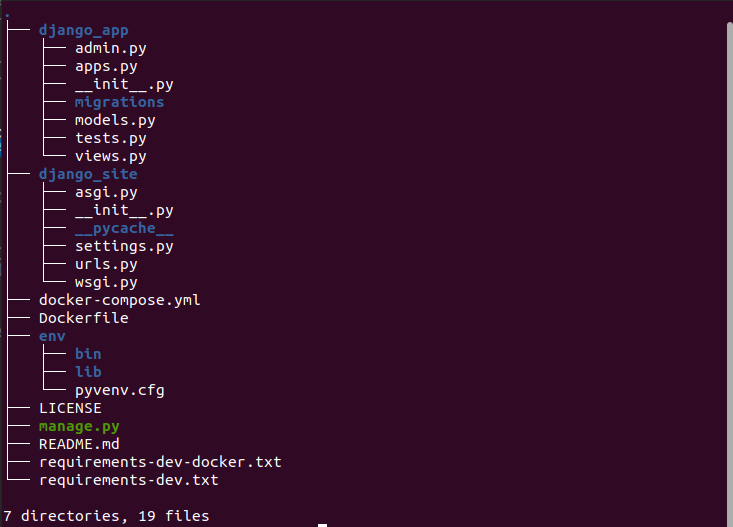 .
├── django_app
│   ├── admin.py
│   ├── apps.py
│   ├── __init__.py
│   ├── migrations
│   ├── models.py
│   ├── tests.py
│   └── views.py
├── django_site
│   ├── asgi.py
│   ├── __init__.py
│   ├── __pycache__
│   ├── settings.py
│   ├── urls.py
│   └── wsgi.py
├── docker-compose.yml
├── Dockerfile
├── env
│   ├── bin
│   ├── lib
│   └── pyvenv.cfg
├── LICENSE
├── manage.py
├── README.md
├── requirements-dev-docker.txt
└── requirements-dev.txt
7 directories, 19 files